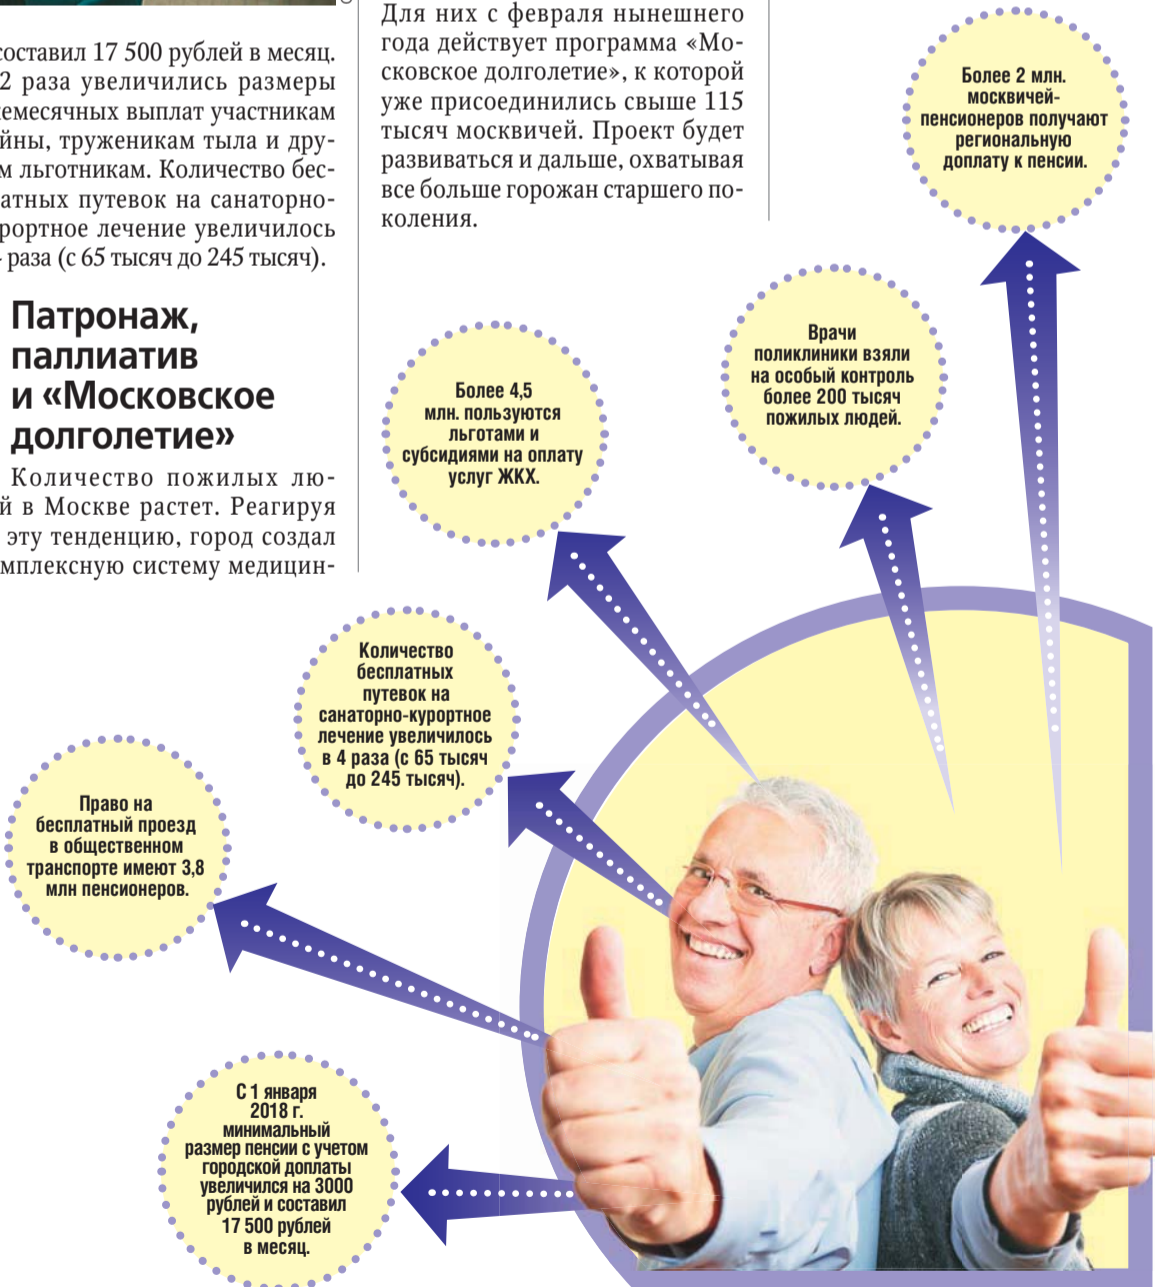 составил 17 500 рублей в месяц.
2 раза увеличились размеры
емесячных выплат участникам
йны, труженикам тыла и дру-
м льготникам. Количество бес-
атных путевок на санаторно-
рортное лечение увеличилось
раза (с 65 тысяч до 245 тысяч).
Патронаж,
паллиатив
и «Московское
долголетие»
Количество пожилых лю-
й в Москве растет. Реагируя
эту тенденцию, город создал
мплексную систему медицин-
Для них с февраля нынешнего
года действует программа «Мо-
сковское долголетие», к которой
уже присоединились свыше 115
тысяч москвичей. Проект будет
развиваться и дальше, охватывая
все больше горожан старшего по-
коления.
Более 2 млн.
москвичей-
пенсионеров получают
региональную
доплату к пенсии.
Врачи
поликлиники взяли
на особый контроль
более 200 тысяч
пожилых людей.
Более 4,5
млн. пользуются
льготами и
субсидиями на оплату
услуг ЖКХ.
Количество
бесплатных
путевок на
санаторно-курортное
лечение увеличилось
в 4 раза (с 65 тысяч
до 245 тысяч).
Право на
бесплатный проезд
в общественном
транспорте имеют 3,8
млн пенсионеров.
С 1 января
2018 г.
минимальный
размер пенсии с учетом
городской доплаты
увеличился на 3000
рублей и составил
17 500 рублей
в месяц.